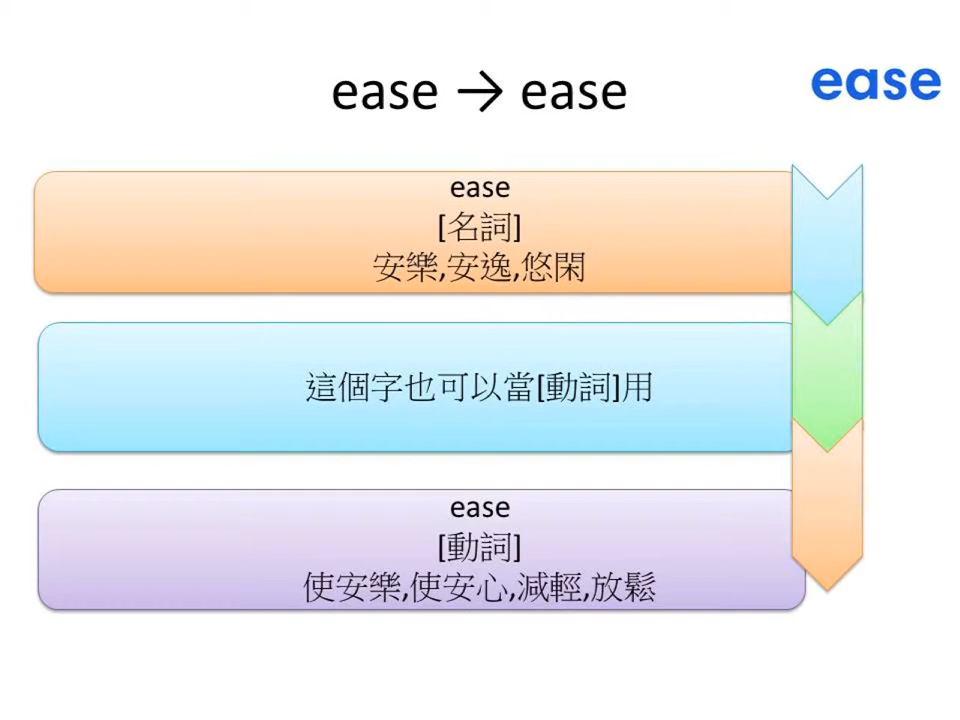 ease → ease
ease
ease
[名詞]
安樂,安逸,悠閑
這個字也可以當[動詞]用
ease
[動詞]
使安樂,使安心,減輕,放鬆